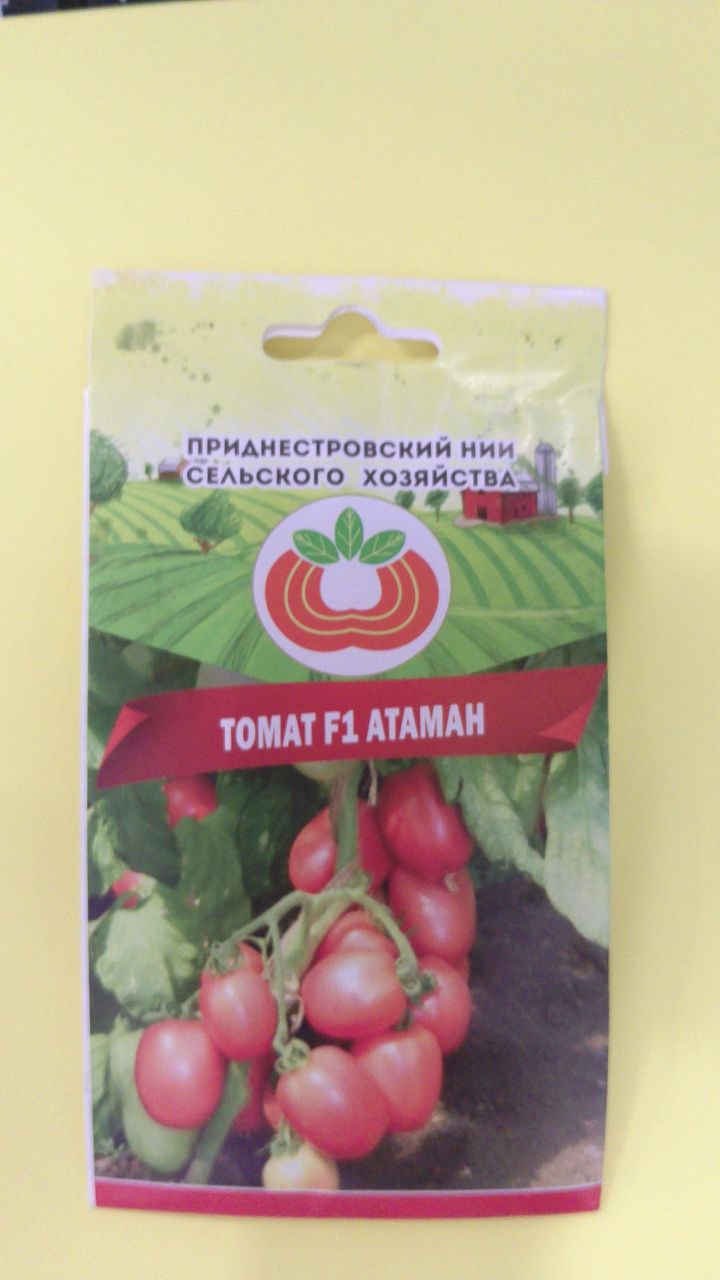 ПРИДНЕСТРОВСКИЙ НИИ
СЕЛЬСКОГО ХОЗЯЙСТВА
ТОМАТ F1 АТАМАН